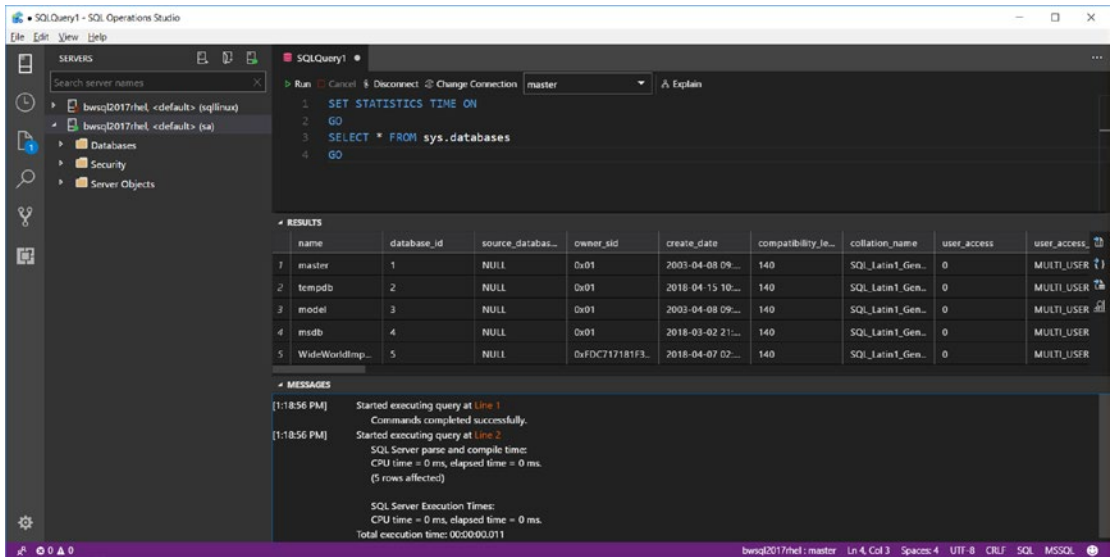 • SQLQuery1 - SQL Operations Studio
File Edit View Help
SERVERS
Search server names
bwsql2017rhel, <default> (sqllinux)
bwsql2017rhel, <default> (sa)
Databases
Security
Server Objects
1
SQLQuery1 •
Run Cancel Disconnect Change Connection master Explain
1 SET STATISTICS TIME ON
2 GO
3 SELECT * FROM sys.databases
4 GO
RESULTS
name database_id source_databas... owner_sid create_date compatibility_le... collation_name user_access user_access_
1 master 1 NULL 0x01 2003-04-08 09:... 140 SQL_Latin1_Gen... 0 MULTI_USER
2 tempdb 2 NULL 0x01 2018-04-15 10:... 140 SQL_Latin1_Gen... 0 MULTI_USER
3 model 3 NULL 0x01 2003-04-08 09:... 140 SQL_Latin1_Gen... 0 MULTI_USER
4 msdb 4 NULL 0x01 2018-03-02 21:... 140 SQL_Latin1_Gen... 0 MULTI_USER
5 WideWorldImp... 5 NULL 0xFDC717181F3... 2018-04-07 02:... 140 SQL_Latin1_Gen... 0 MULTI_USER
MESSAGES
[1:18:56 PM] Started executing query at Line 1
Commands completed successfully.
[1:18:56 PM] Started executing query at Line 2
SQL Server parse and compile time:
CPU time = 0 ms, elapsed time = 0 ms.
(5 rows affected)
SQL Server Execution Times:
CPU time = 0 ms, elapsed time = 0 ms.
Total execution time: 00:00:00.011
0 0 bwsql2017rhel : master Ln 4, Col 3 Spaces: 4 UTF-8 CRLF SQL MSSQL